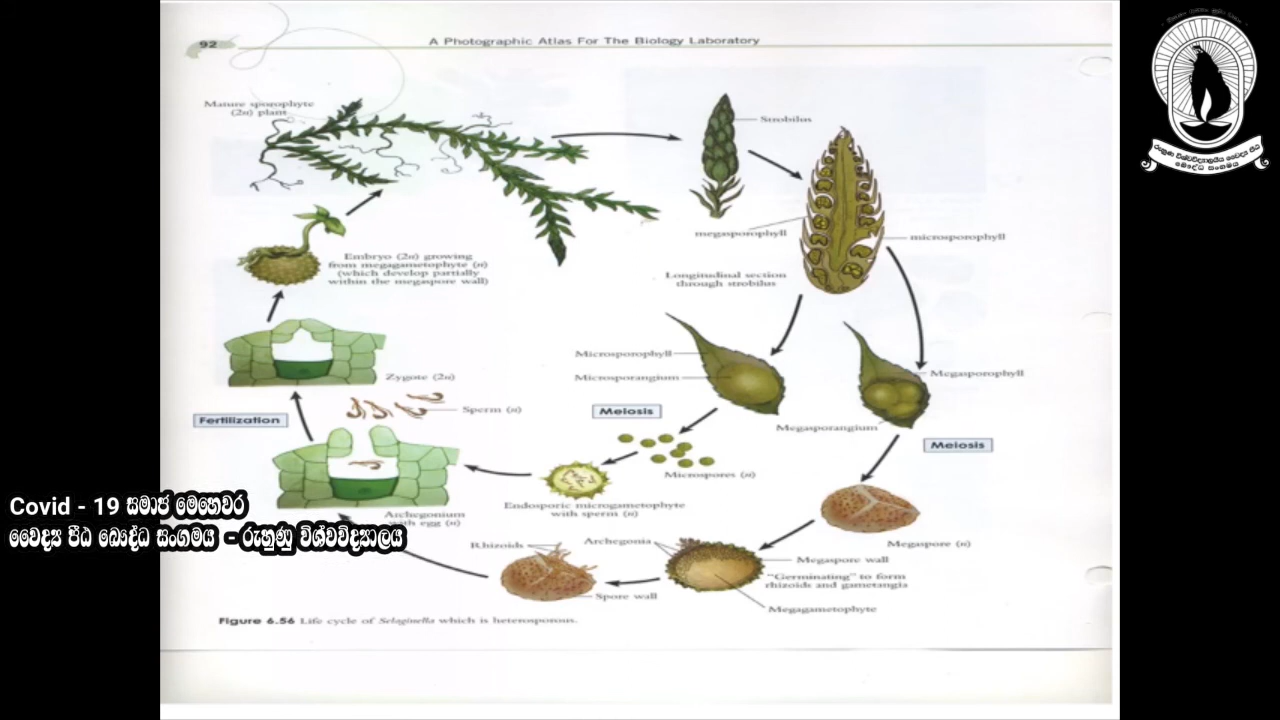 92
A Photographic Atlas For The Biology Laboratory
Mature sporophyte
(2n) plant
Strobilus
megasporophyll
microsporophyll
Embryo (2n) growing
from megagametophyte (n)
(which develop partially
within the megaspore wall)
Longitudinal section
through strobilus
Microsporophyll
Microsporangium
Megasporophyll
Zygote (2n)
Sperm (n)
Fertilization
Meiosis
Megasporangium
Meiosis
Microspores (n)
Endosporic microgametophyte
with sperm (n)
Archegonium
with egg (n)
Megaspore (n)
Rhizoids
Archegonia
Megaspore wall
"Germinating" to form
rhizoids and gametangia
Spore wall
Megagametophyte
Figure 6.56 Life cycle of Selaginella which is heterosporous.
Covid - 19 සමාජ මෙහෙවර
වෛද්‍ය පීඨ බෞද්ධ සංගමය - රුහුණු විශ්වවිද්‍යාලය
රුහුණ විශ්වවිද්‍යාලයීය වෛද්‍ය පීඨ
බෞද්ධ සංගමය